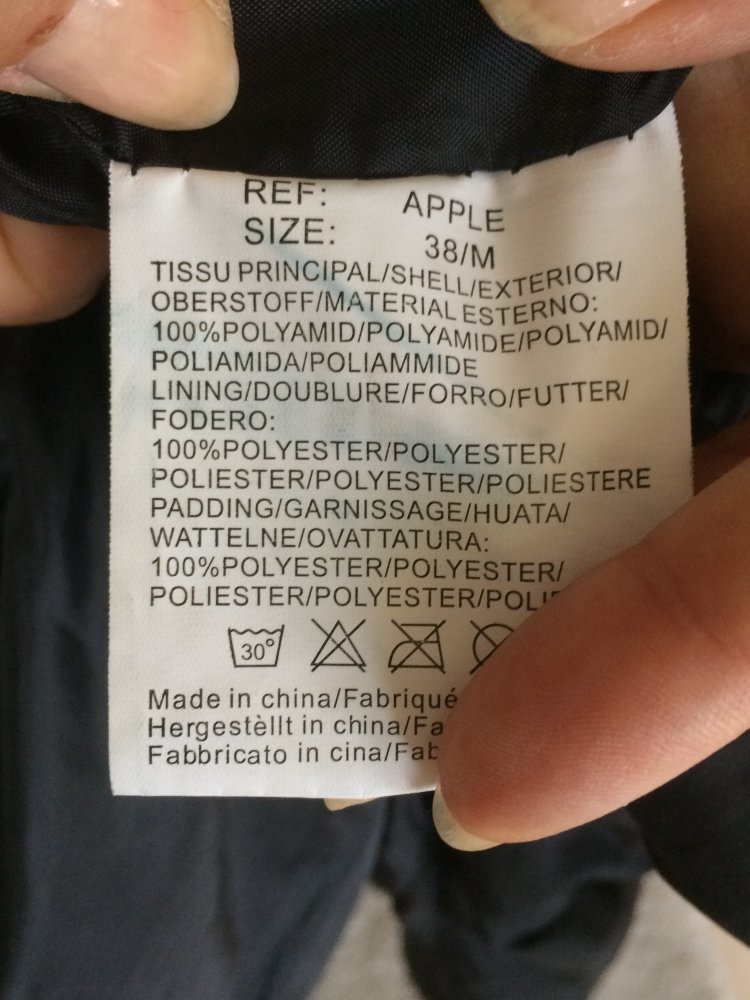 REF: APPLE
SIZE: 38/M
TISSU PRINCIPAL/SHELL/EXTERIOR/
OBERSTOFF/MATERIAL ESTERNO:
100%POLYAMID/POLYAMIDE/POLYAMID/
POLIAMIDA/POLIAMMIDE
LINING/DOUBLURE/FORRO/FUTTER/
FODERO:
100%POLYESTER/POLYESTER/
POLIESTER/POLYESTER/POLIESTERE
PADDING/GARNISSAGE/HUATA/
WATTELNE/OVATTATURA:
100%POLYESTER/POLYESTER/
POLIESTER/POLYESTER/
30°
Made in china/Fabriqué
Hergestèllt in china/
Fabbricato in cina/